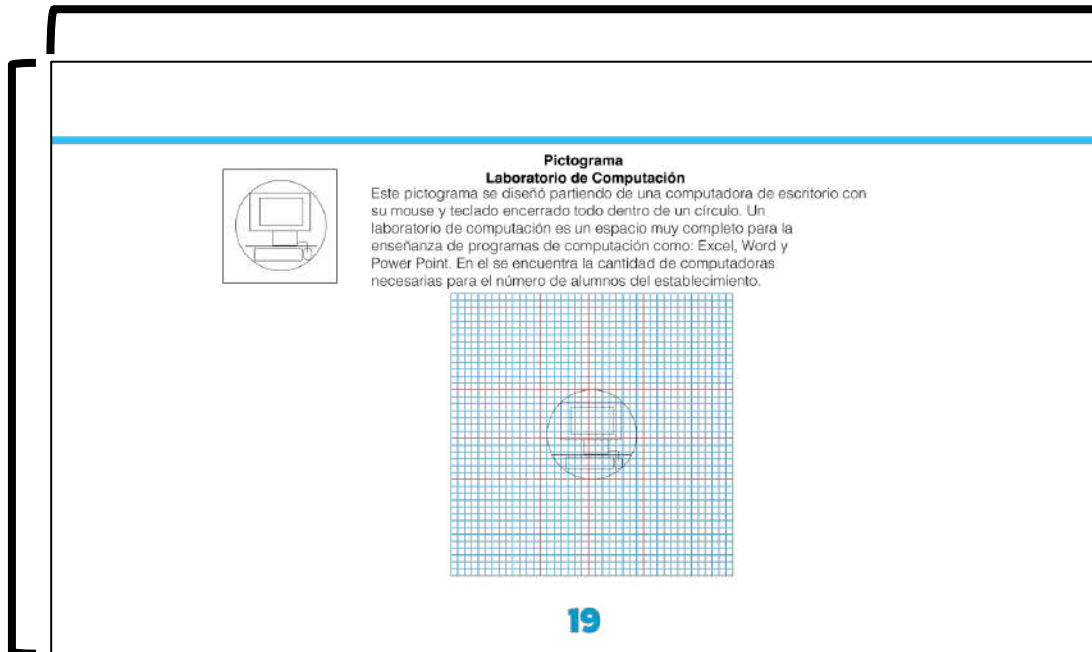 Pictograma
Laboratorio de Computación
Este pictograma se diseñó partiendo de una computadora de escritorio con
su mouse y teclado encerrado todo dentro de un círculo. Un
laboratorio de computación es un espacio muy completo para la
enseñanza de programas de computación como: Excel, Word y
Power Point. En el se encuentra la cantidad de computadoras
necesarias para el número de alumnos del establecimiento.
19